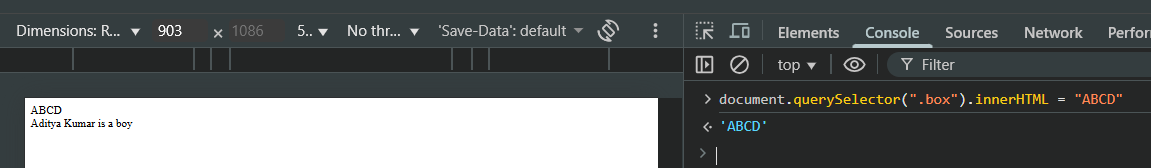 Dimensions: R... ▼ 903 × 1086 5.. ▼ No thr... ▼ 'Save-Data': default ▼
Elements Console Sources Network Perfor
top ▼ Filter
ABCD
Aditya Kumar is a boy
> document.querySelector(".box").innerHTML = "ABCD"
<· 'ABCD'
>